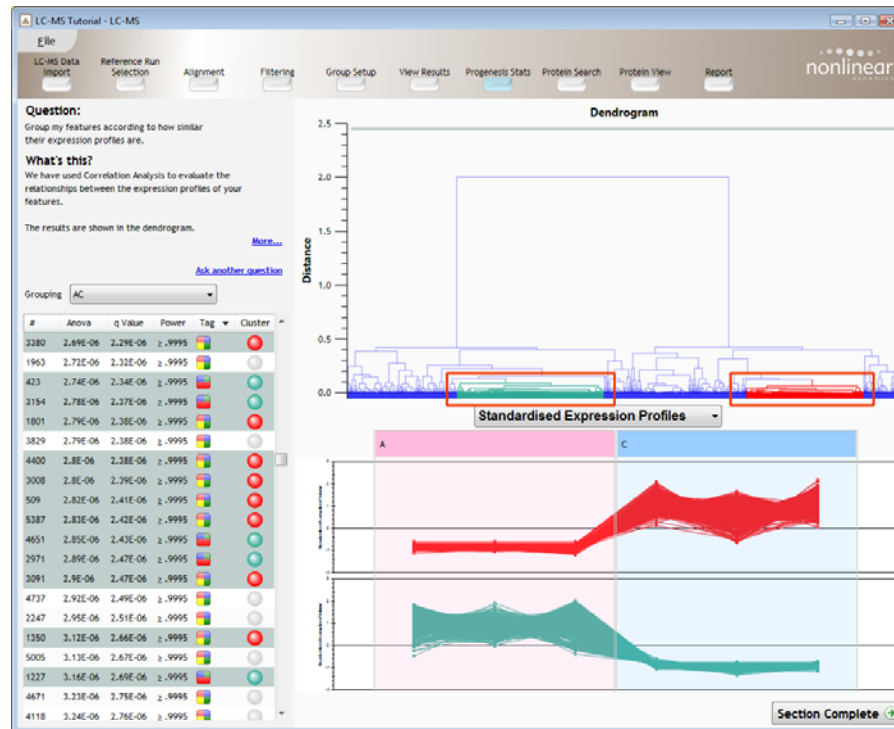 LC-MS Tutorial - LC-MS
File
LC-MS Data Import
Reference Run Selection
Alignment
Filtering
Group Setup
View Results
Progenesis Stats
Protein Search
Protein View
Report
nonlinear
dynamics
Question:
Group my features according to how similar
their expression profiles are.
What's this?
We have used Correlation Analysis to evaluate the
relationships between the expression profiles of your
features.
The results are shown in the dendrogram.
More...
Ask another question
Grouping AC
# Anova q Value Power Tag Cluster
3380 2.69E-06 2.29E-06 ≥ .9995
1963 2.72E-06 2.32E-06 ≥ .9995
423 2.74E-06 2.34E-06 ≥ .9995
3154 2.78E-06 2.37E-06 ≥ .9995
1801 2.79E-06 2.38E-06 ≥ .9995
3829 2.79E-06 2.38E-06 ≥ .9995
4400 2.8E-06 2.38E-06 ≥ .9995
3008 2.8E-06 2.39E-06 ≥ .9995
509 2.82E-06 2.41E-06 ≥ .9995
5387 2.83E-06 2.42E-06 ≥ .9995
4651 2.85E-06 2.43E-06 ≥ .9995
2971 2.89E-06 2.47E-06 ≥ .9995
3091 2.9E-06 2.47E-06 ≥ .9995
4737 2.92E-06 2.49E-06 ≥ .9995
2247 2.95E-06 2.51E-06 ≥ .9995
1350 3.12E-06 2.66E-06 ≥ .9995
5005 3.13E-06 2.67E-06 ≥ .9995
1227 3.16E-06 2.69E-06 ≥ .9995
4671 3.23E-06 2.75E-06 ≥ .9995
4118 3.24E-06 2.76E-06 ≥ .9995
Dendrogram
Distance
2.5
2.0
1.5
1.0
0.5
0.0
Standardised Expression Profiles
A
C
Section Complete